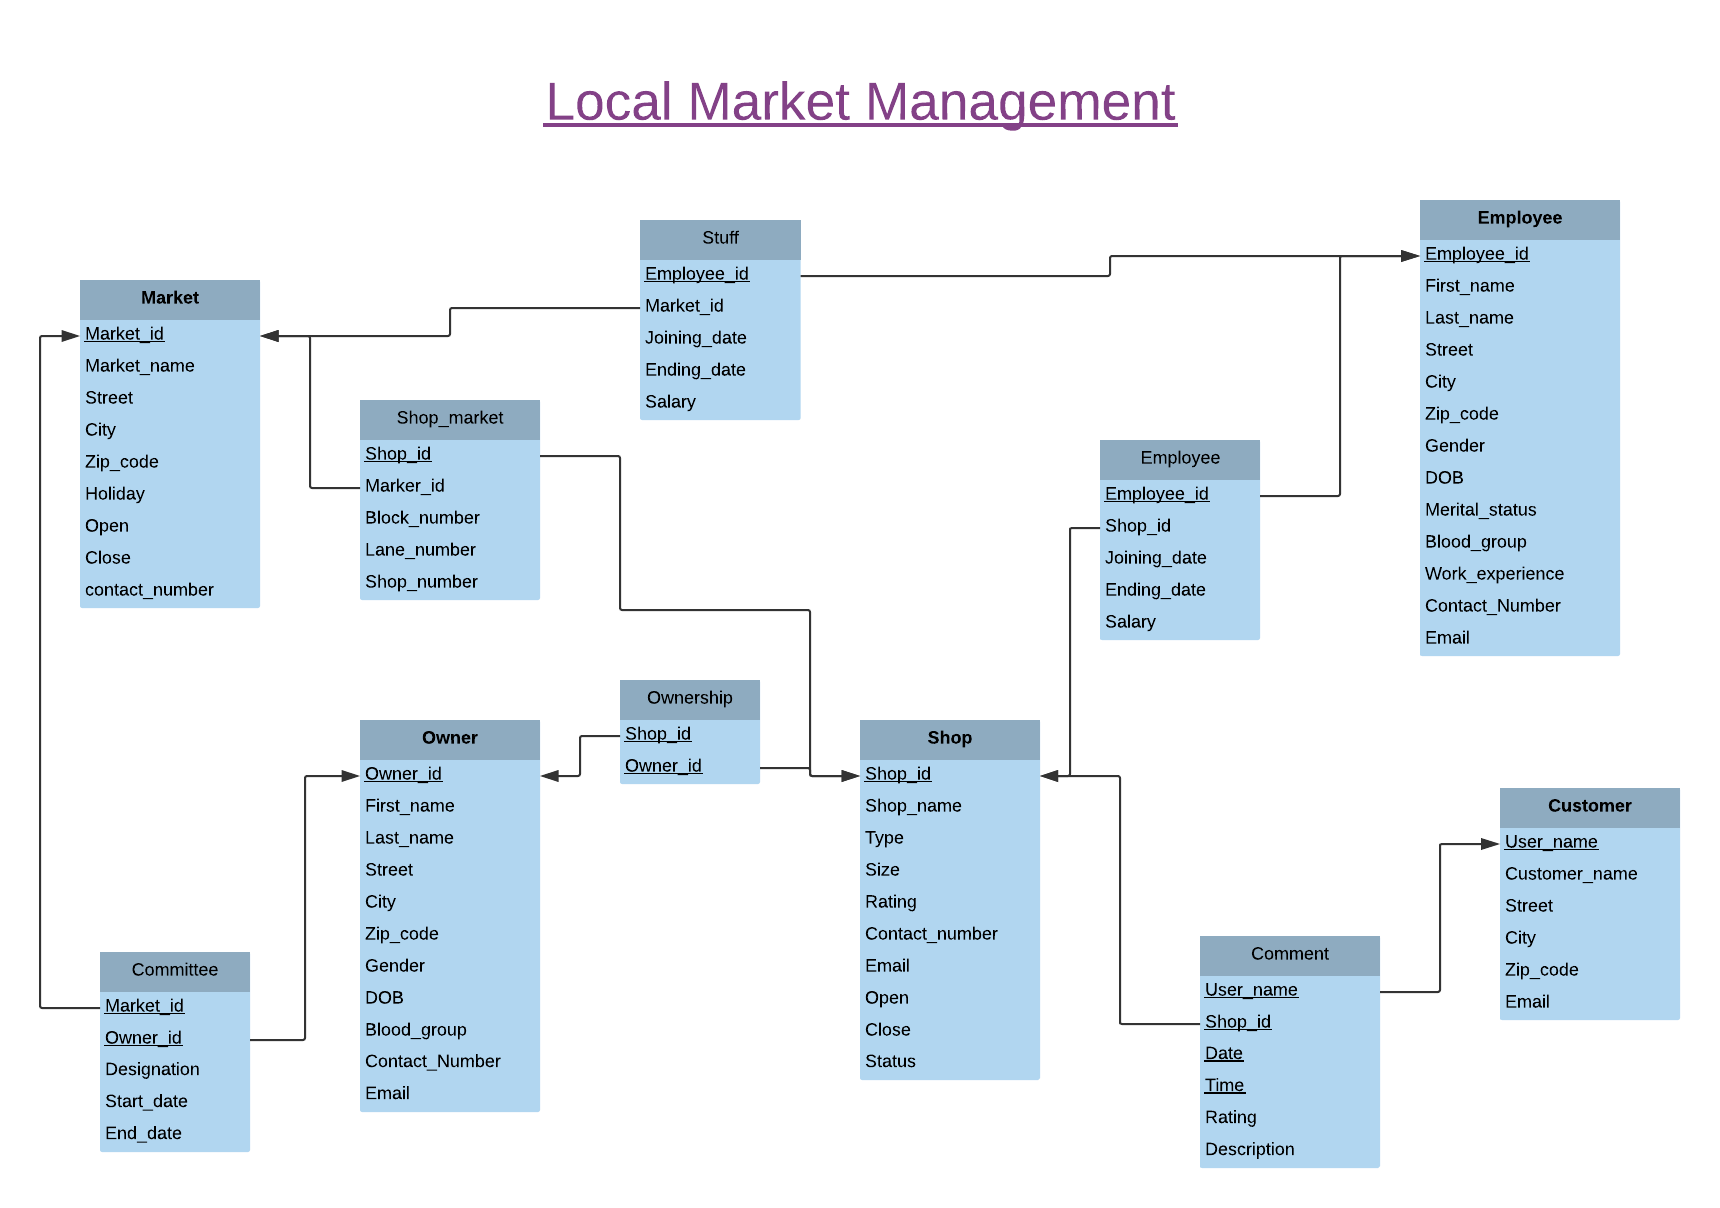 Local Market Management
Market
Market_id
Market_name
Street
City
Zip_code
Holiday
Open
Close
contact_number
Shop_market
Shop_id
Marker_id
Block_number
Lane_number
Shop_number
Stuff
Employee_id
Market_id
Joining_date
Ending_date
Salary
Employee
Employee_id
Shop_id
Joining_date
Ending_date
Salary
Employee
Employee_id
First_name
Last_name
Street
City
Zip_code
Gender
DOB
Merital_status
Blood_group
Work_experience
Contact_Number
Email
Committee
Market_id
Owner_id
Designation
Start_date
End_date
Owner
Owner_id
First_name
Last_name
Street
City
Zip_code
Gender
DOB
Blood_group
Contact_Number
Email
Ownership
Shop_id
Owner_id
Shop
Shop_id
Shop_name
Type
Size
Rating
Contact_number
Email
Open
Close
Status
Comment
User_name
Shop_id
Date
Time
Rating
Description
Customer
User_name
Customer_name
Street
City
Zip_code
Email